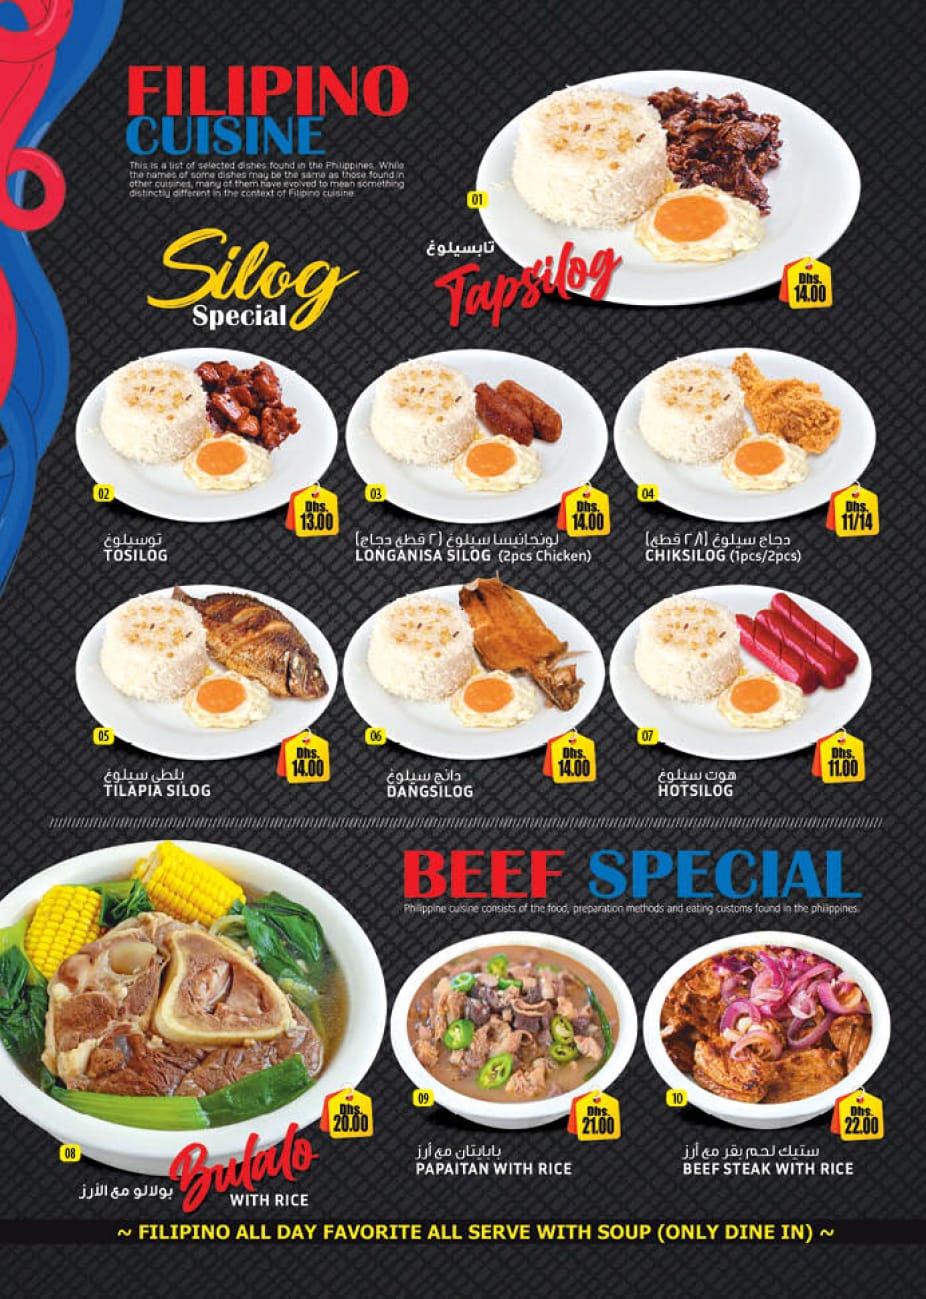 FILIPINO
CUISINE
This is a list of selected dishes found in the Philippines. While
the names of some dishes may be the same as those found in
other cuisines, many of them have evolved to mean something
distinctly different in the context of Filipino cuisine.
01
تابسيلوغ
Tapsilog
Dhs.
14.00
Silog
Special
02
Dhs.
13.00
توسيلوغ
TOSILOG
03
Dhs.
14.00
لونجانيسا سيلوغ (٢ قطع دجاج)
LONGANISA SILOG (2pcs Chicken)
04
Dhs.
11/14
دجاج سيلوغ (٢/١ قطع)
CHIKSILOG (1pcs/2pcs)
05
Dhs.
14.00
بلطي سيلوغ
TILAPIA SILOG
06
Dhs.
14.00
دانج سيلوغ
DANGSILOG
07
Dhs.
11.00
هوت سيلوغ
HOTSILOG
BEEF SPECIAL
Philippine cuisine consists of the food, preparation methods and eating customs found in the philippines.
08
Dhs.
20.00
بولالو مع الأرز
Bulalo
WITH RICE
09
Dhs.
21.00
بابايتان مع أرز
PAPAITAN WITH RICE
10
Dhs.
22.00
ستيك لحم بقر مع أرز
BEEF STEAK WITH RICE
~ FILIPINO ALL DAY FAVORITE ALL SERVE WITH SOUP (ONLY DINE IN) ~